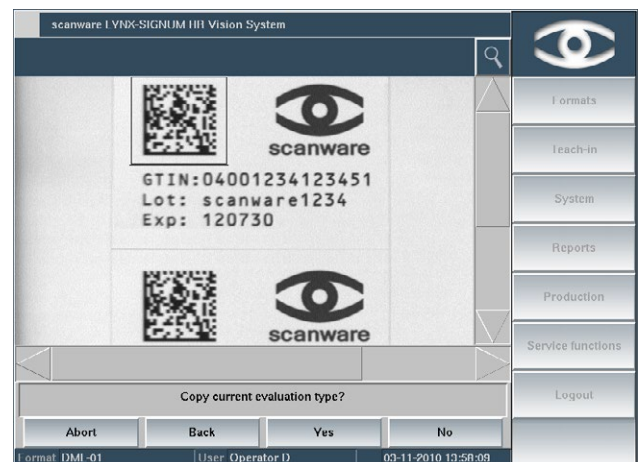 scanware LYNX-SIGNUM HR Vision System
Formats
Teach-in
System
Reports
Production
Service functions
Logout
scanware
GTIN:04001234123451
Lot: scanware1234
Exp: 120730
scanware
Copy current evaluation type?
Abort Back Yes No
Format DML-01 User Operator D 03-11-2010 13:58:09